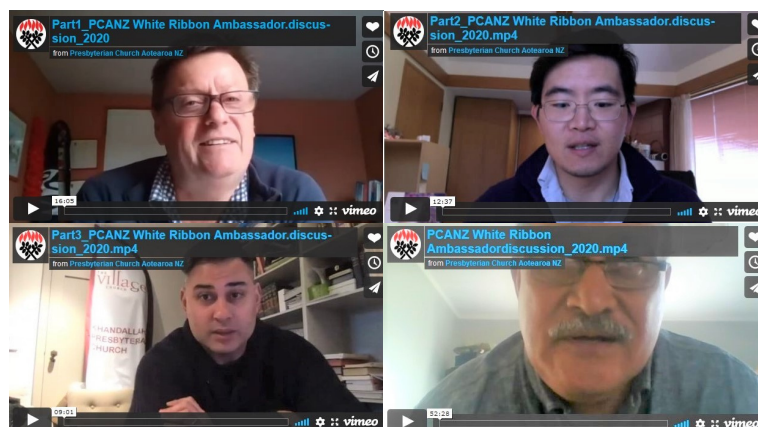 Part1_PCANZ White Ribbon Ambassador.discus-
sion_2020
from Presbyterian Church Aotearoa NZ
16:05
vimeo
Part2_PCANZ White Ribbon Ambassador.discus-
sion_2020.mp4
from Presbyterian Church Aotearoa NZ
12:37
vimeo
Part3_PCANZ White Ribbon Ambassador.discus-
sion_2020.mp4
from Presbyterian Church Aotearoa NZ
Village
KHANDALLAH
PRESBYTERIAN
CHURCH
09:01
vimeo
PCANZ White Ribbon
Ambassadordiscussion_2020.mp4
from Presbyterian Church Aotearoa NZ
52:28
vimeo